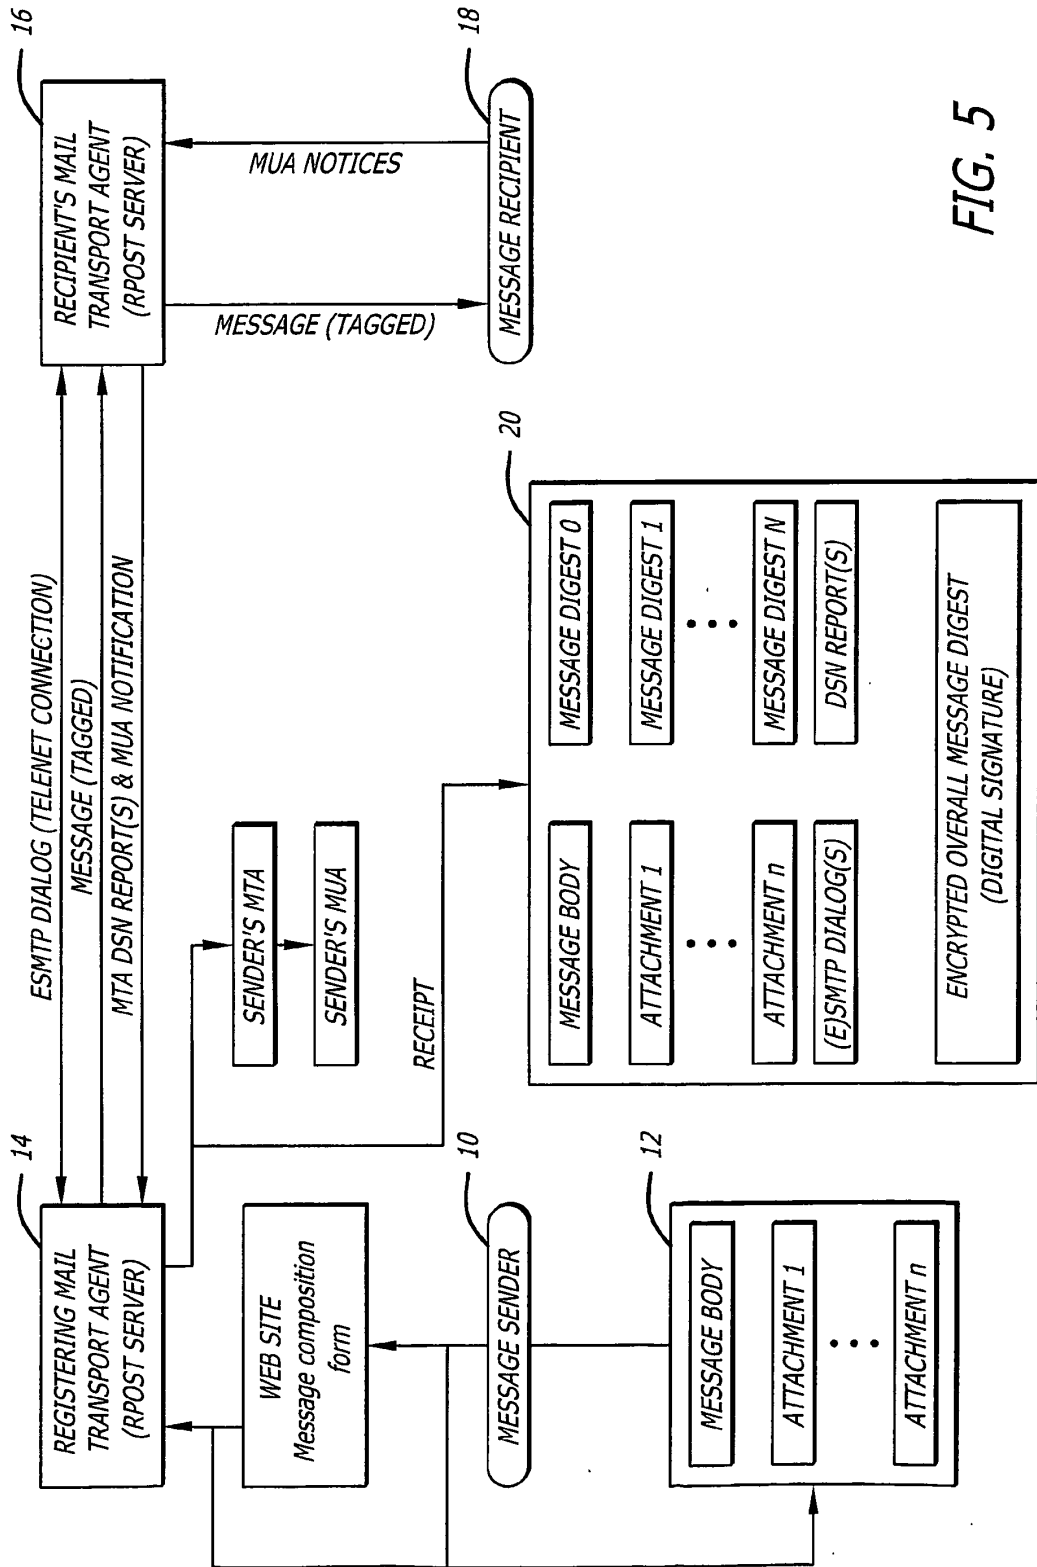 14
REGISTERING MAIL
TRANSPORT AGENT
(RPOST SERVER)
ESMTP DIALOG (TELENET CONNECTION)
MESSAGE (TAGGED)
MTA DSN REPORT(S) & MUA NOTIFICATION
16
RECIPIENT'S MAIL
TRANSPORT AGENT
(RPOST SERVER)
WEB SITE
Message composition
form
SENDER'S MTA
SENDER'S MUA
RECEIPT
MESSAGE (TAGGED)
MUA NOTICES
10
MESSAGE SENDER
18
MESSAGE RECIPIENT
12
MESSAGE BODY
ATTACHMENT 1
• • •
ATTACHMENT n
20
MESSAGE BODY
MESSAGE DIGEST 0
ATTACHMENT 1
MESSAGE DIGEST 1
• • •
• • •
ATTACHMENT n
MESSAGE DIGEST N
(E)SMTP DIALOG(S)
DSN REPORT(S)
ENCRYPTED OVERALL MESSAGE DIGEST
(DIGITAL SIGNATURE)
FIG. 5